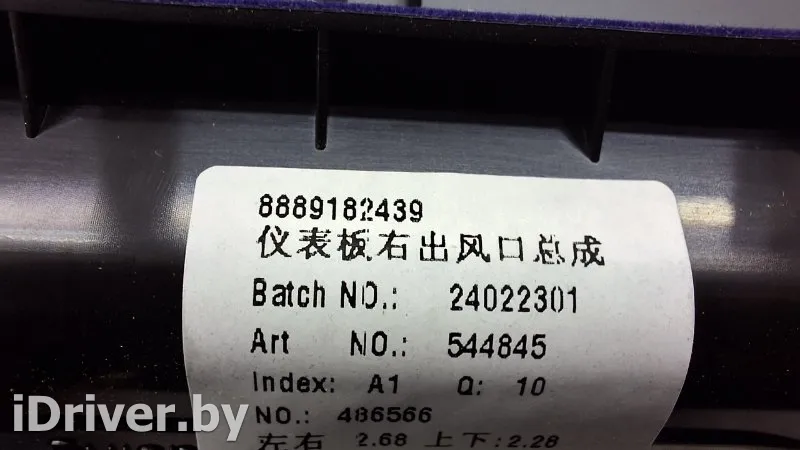 8889182439
仪表板右出风口总成
Batch NO.: 24022301
Art NO.: 544845
Index: A1 Q: 10
NO.: 486566
左右 2.68 上下:2.28
iDriver.by